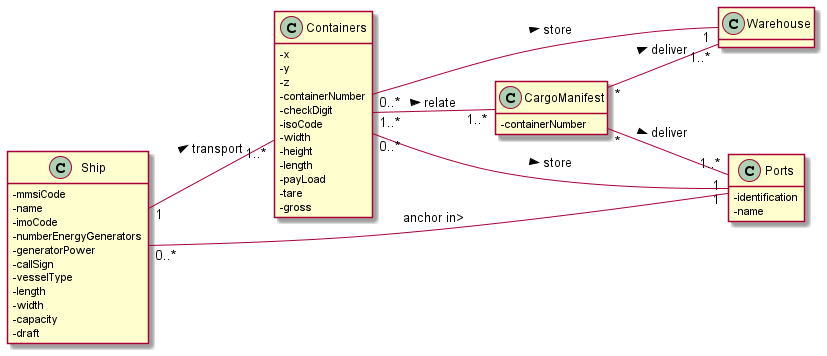 C Ship
-mmsiCode
-name
-imoCode
-numberEnergyGenerators
-generatorPower
-callSign
-vesselType
-length
-width
-capacity
-draft
transport
1
1..*
C Containers
-x
-y
-z
-containerNumber
-checkDigit
-isoCode
-width
-height
-length
-payLoad
-tare
-gross
store
0..*
1
relate
1..*
1..*
store
0..*
1
anchor in>
0..*
1
C CargoManifest
-containerNumber
deliver
*
1..*
deliver
*
1..*
C Warehouse
C Ports
-identification
-name